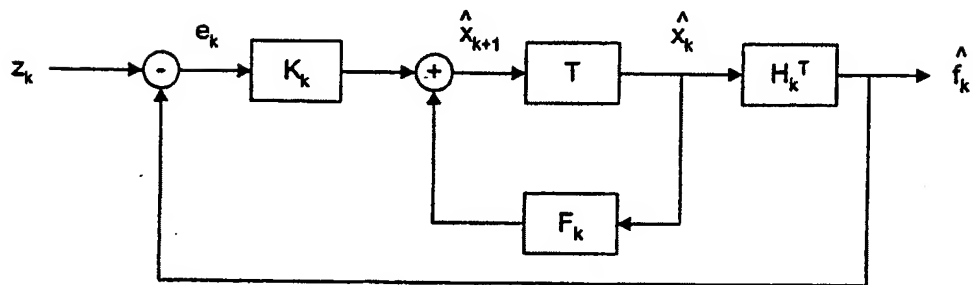 z_k
-
e_k
K_k
+
x̂_{k+1}
T
x̂_k
H_k^T
f̂_k
F_k